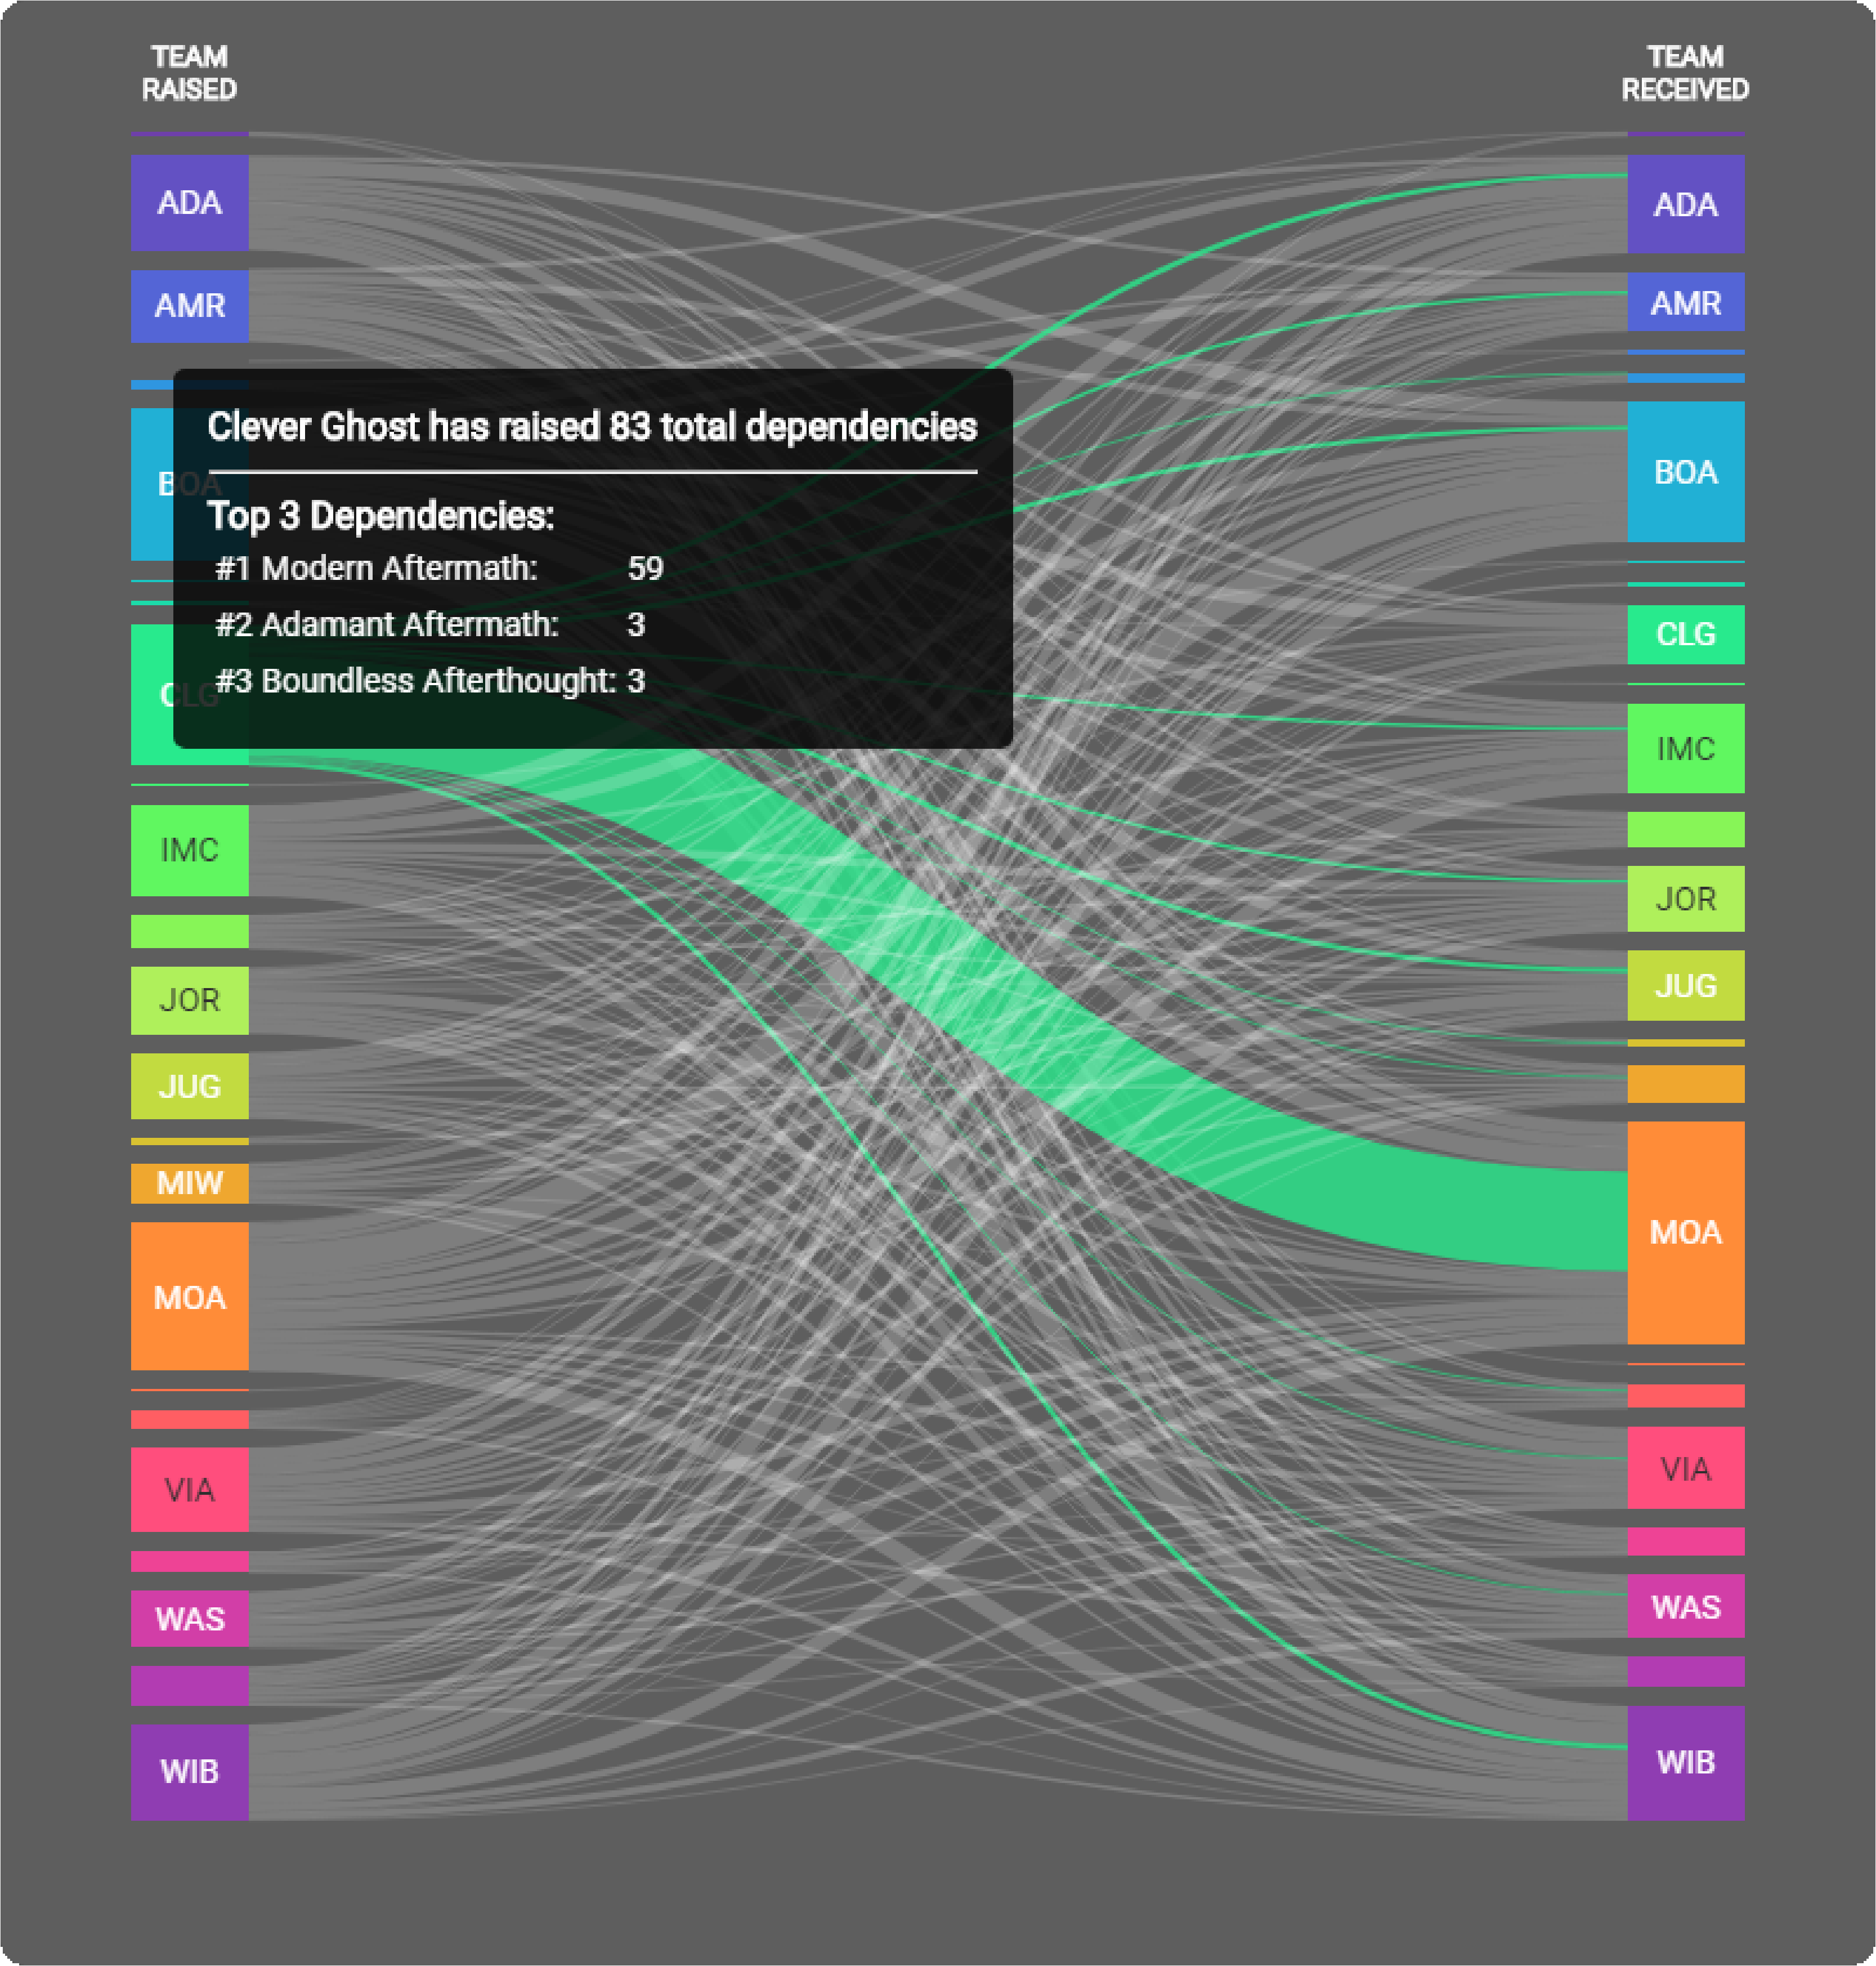 TEAM
RAISED
TEAM
RECEIVED
ADA
AMR
BOA
CLG
IMC
JOR
JUG
MIW
MOA
VIA
WAS
WIB
Clever Ghost has raised 83 total dependencies
Top 3 Dependencies:
#1 Modern Aftermath: 59
#2 Adamant Aftermath: 3
#3 Boundless Afterthought: 3
ADA
AMR
BOA
CLG
IMC
JOR
JUG
MOA
VIA
WAS
WIB